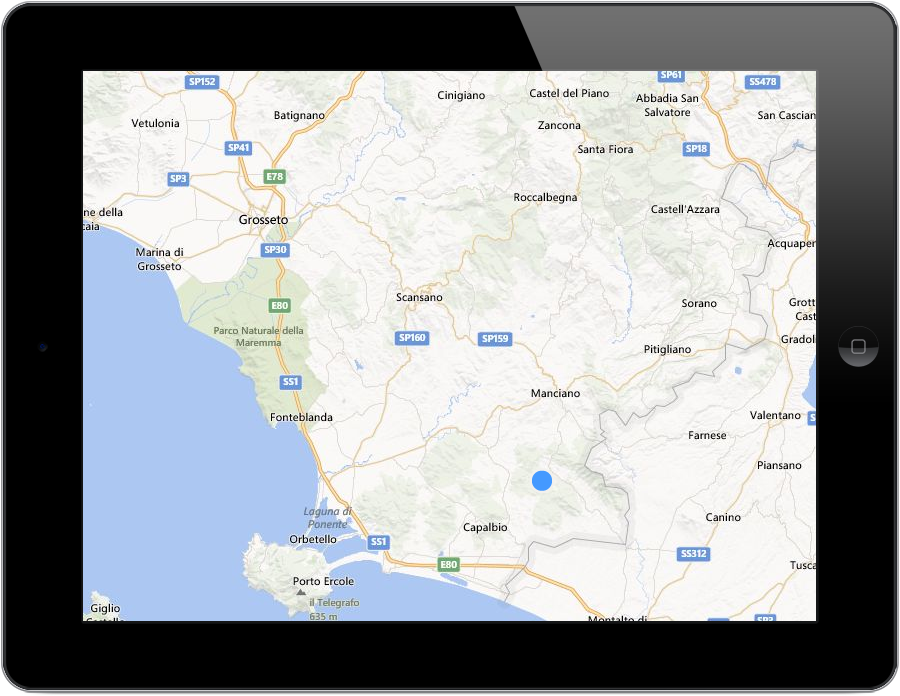 SP152
SP61
SS478
Cinigiano
Castel del Piano
Abbadia San
Salvatore
Vetulonia
Batignano
Zancona
San Cascian
SP41
Santa Fiora
SP18
SP3
E78
Roccalbegna
Castell'Azzara
ne della
caia
Grosseto
Marina di
Grosseto
SP30
Acquaper
Scansano
Sorano
Grott
Cast
E80
Parco Naturale della
Maremma
SP160
SP159
Pitigliano
Gradol
SS1
Manciano
Fonteblanda
Valentano
S
Farnese
Piansano
Laguna di
Ponente
Capalbio
Canino
Orbetello
SS1
SS312
E80
Tusca
Porto Ercole
il Telegrafo
635 m
Giglio
Castello
Montalto di
SP3